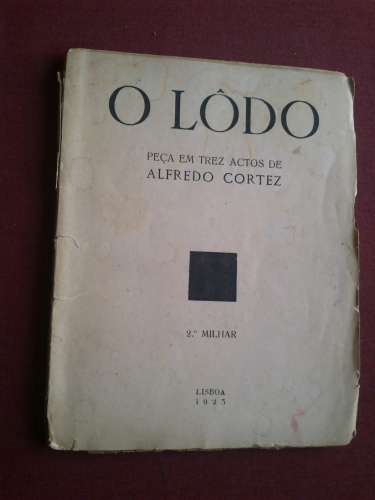 O LÔDO
PEÇA EM TREZ ACTOS DE
ALFREDO CORTEZ
2.º MILHAR
LISBOA
1923